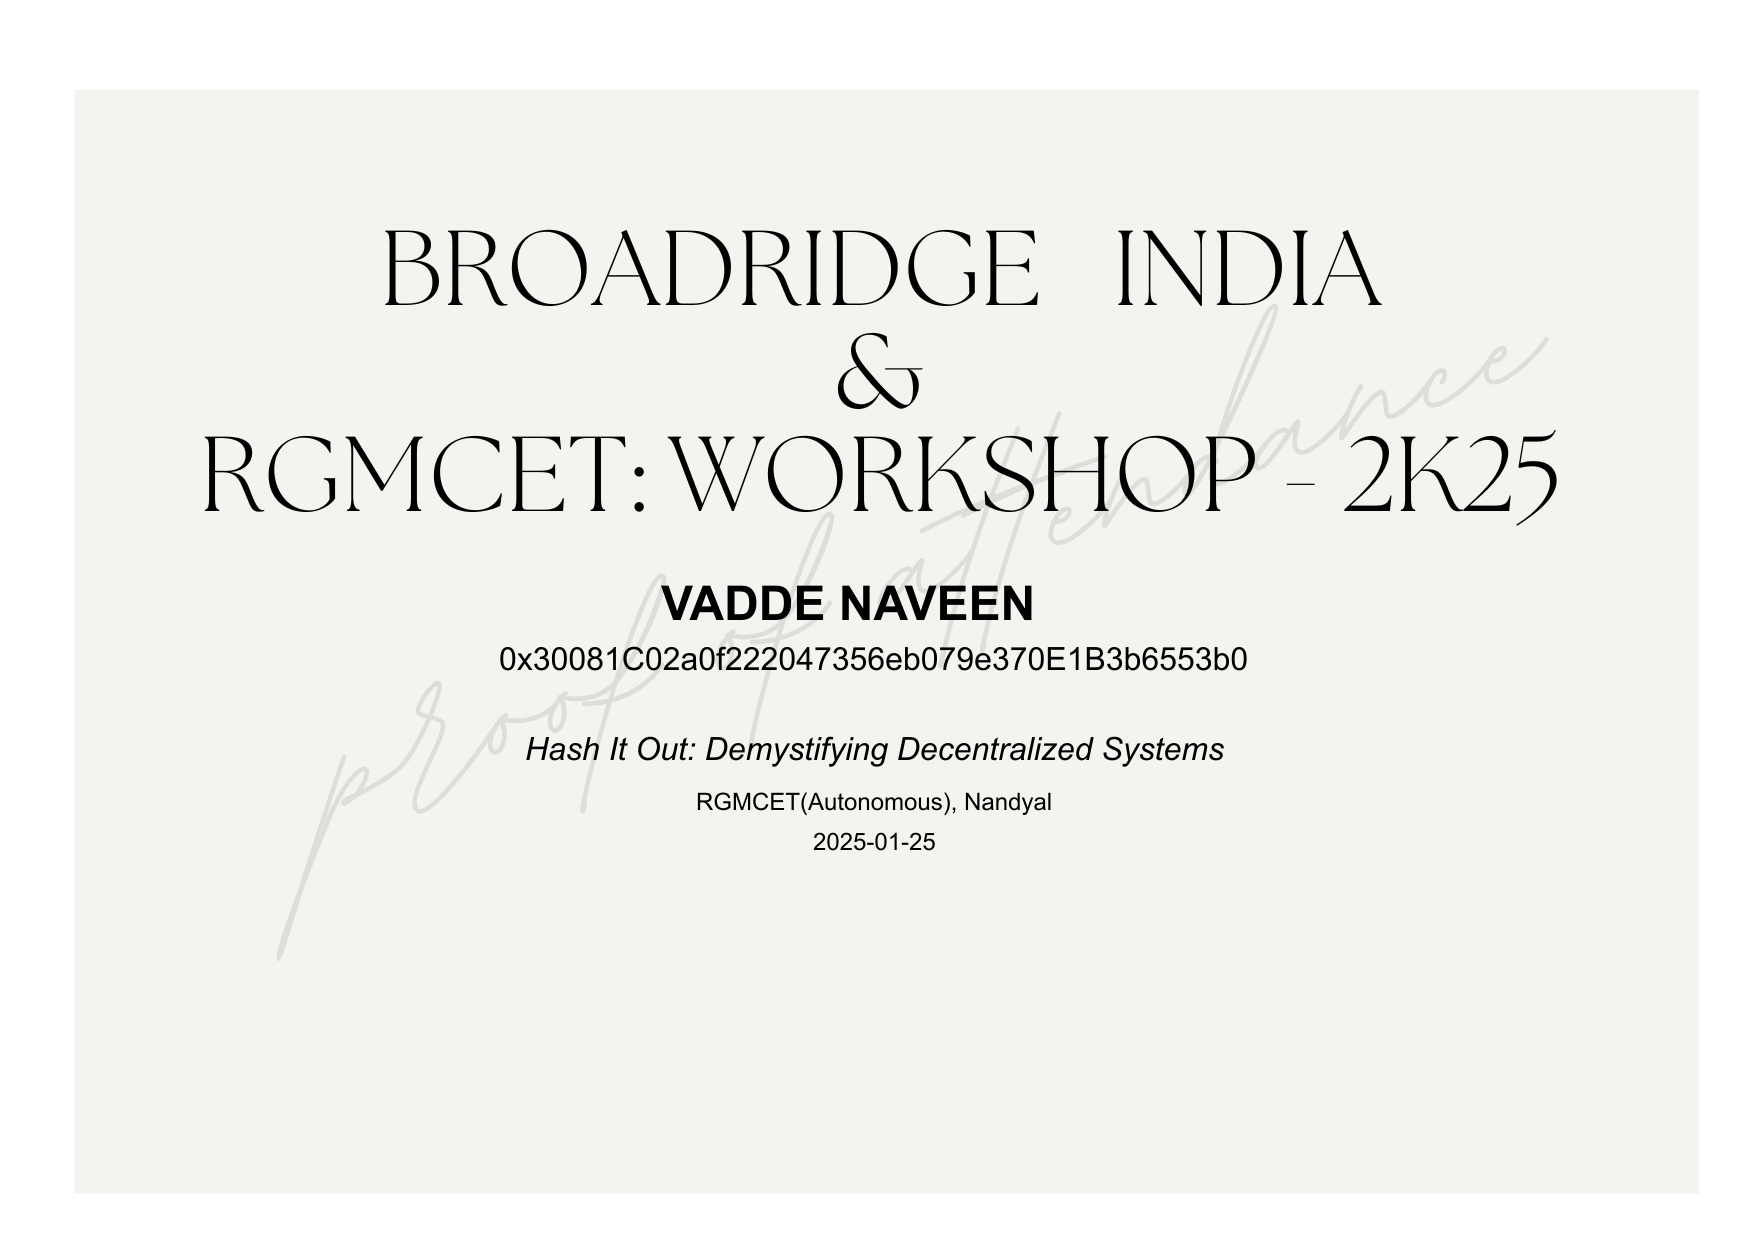 BROADRIDGE INDIA
&
RGMCET: WORKSHOP - 2K25
proof of attendance
VADDE NAVEEN
0x30081C02a0f222047356eb079e370E1B3b6553b0
Hash It Out: Demystifying Decentralized Systems
RGMCET(Autonomous), Nandyal
2025-01-25